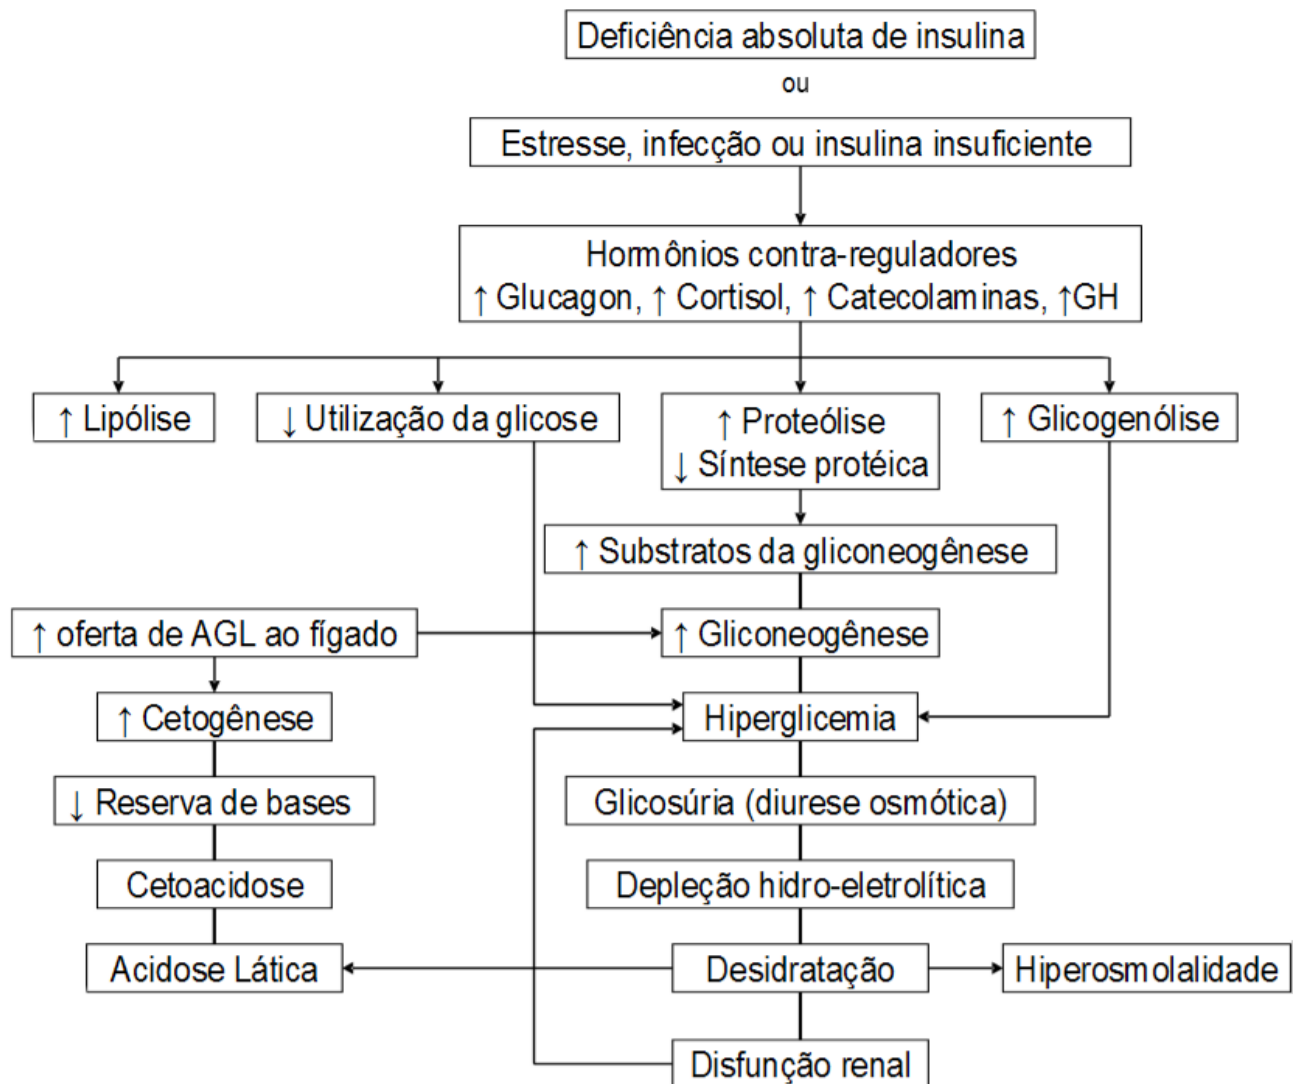 Deficiência absoluta de insulina
ou
Estresse, infecção ou insulina insuficiente
Hormônios contra-reguladores
↑ Glucagon, ↑ Cortisol, ↑ Catecolaminas, ↑GH
↑ Lipólise
↓ Utilização da glicose
↑ Proteólise
↓ Síntese protéica
↑ Glicogenólise
↑ Substratos da gliconeogênese
↑ oferta de AGL ao fígado
↑ Gliconeogênese
↑ Cetogênese
Hiperglicemia
↓ Reserva de bases
Glicosúria (diurese osmótica)
Cetoacidose
Depleção hidro-eletrolítica
Acidose Lática
Desidratação
Hiperosmolalidade
Disfunção renal